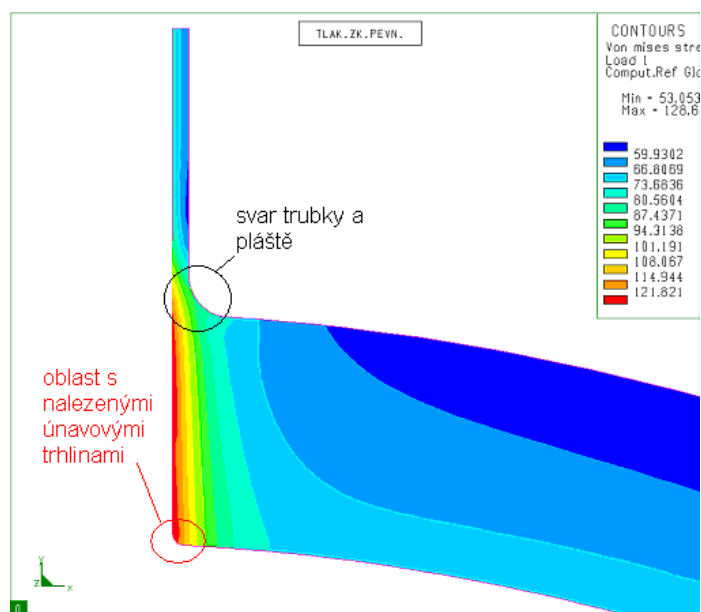 TLAK.ZK.PEVN.
CONTOURS
Von mises stre
Load 1
Comput.Ref Glo
Min = 53.053
Max = 128.6
59.9302
66.8069
73.6836
80.5604
87.4371
94.3138
101.191
108.067
114.944
121.821
svar trubky a
pláště
oblast s
nalezenými
únavovými
trhlinami
Y
Z
X
0